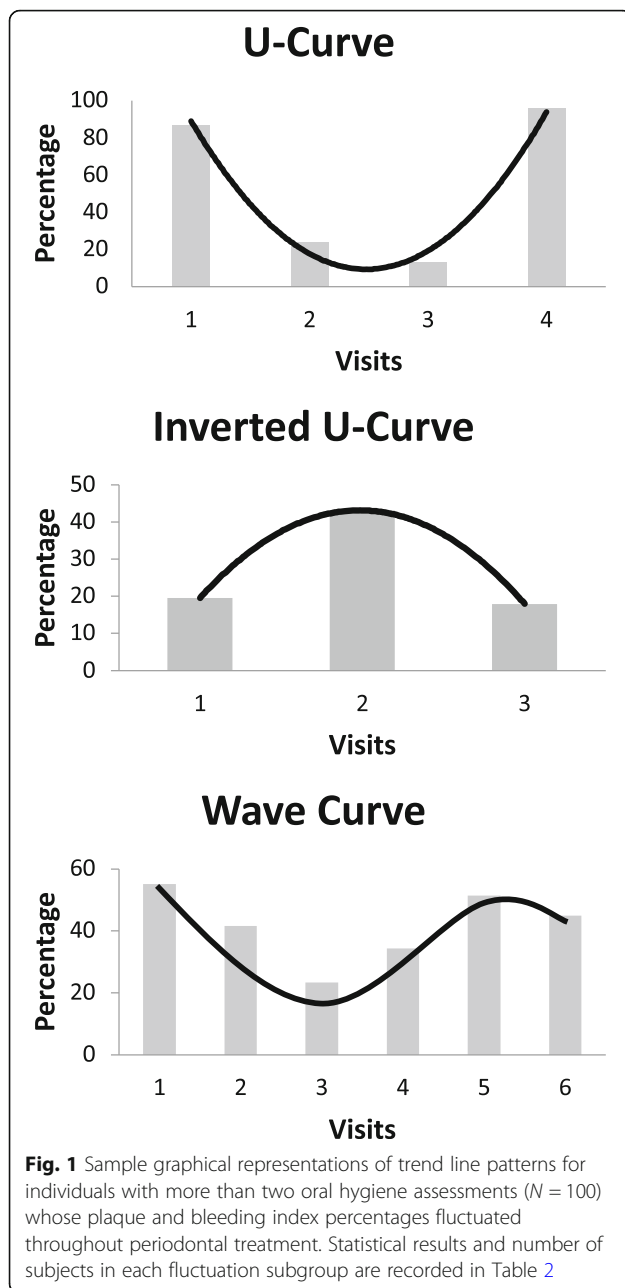 U-Curve
100
80
60
40
20
0
Percentage
1 2 3 4
Visits
Inverted U-Curve
50
40
30
20
10
0
Percentage
1 2 3
Visits
Wave Curve
60
40
20
0
Percentage
1 2 3 4 5 6
Visits
Fig. 1 Sample graphical representations of trend line patterns for
individuals with more than two oral hygiene assessments (N = 100)
whose plaque and bleeding index percentages fluctuated
throughout periodontal treatment. Statistical results and number of
subjects in each fluctuation subgroup are recorded in Table 2